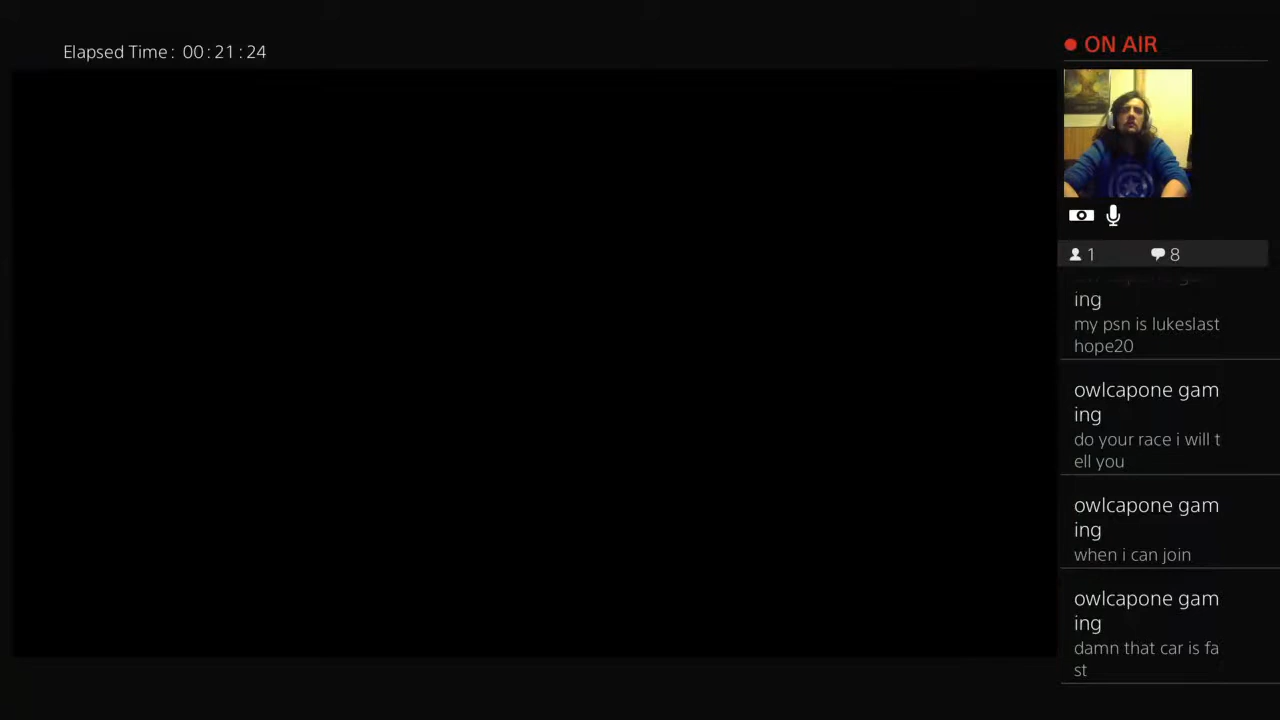 Elapsed Time: 00:21:24
ON AIR
1
8
ing
my psn is lukeslast
hope20
owlcapone gam
ing
do your race i will t
ell you
owlcapone gam
ing
when i can join
owlcapone gam
ing
damn that car is fa
st